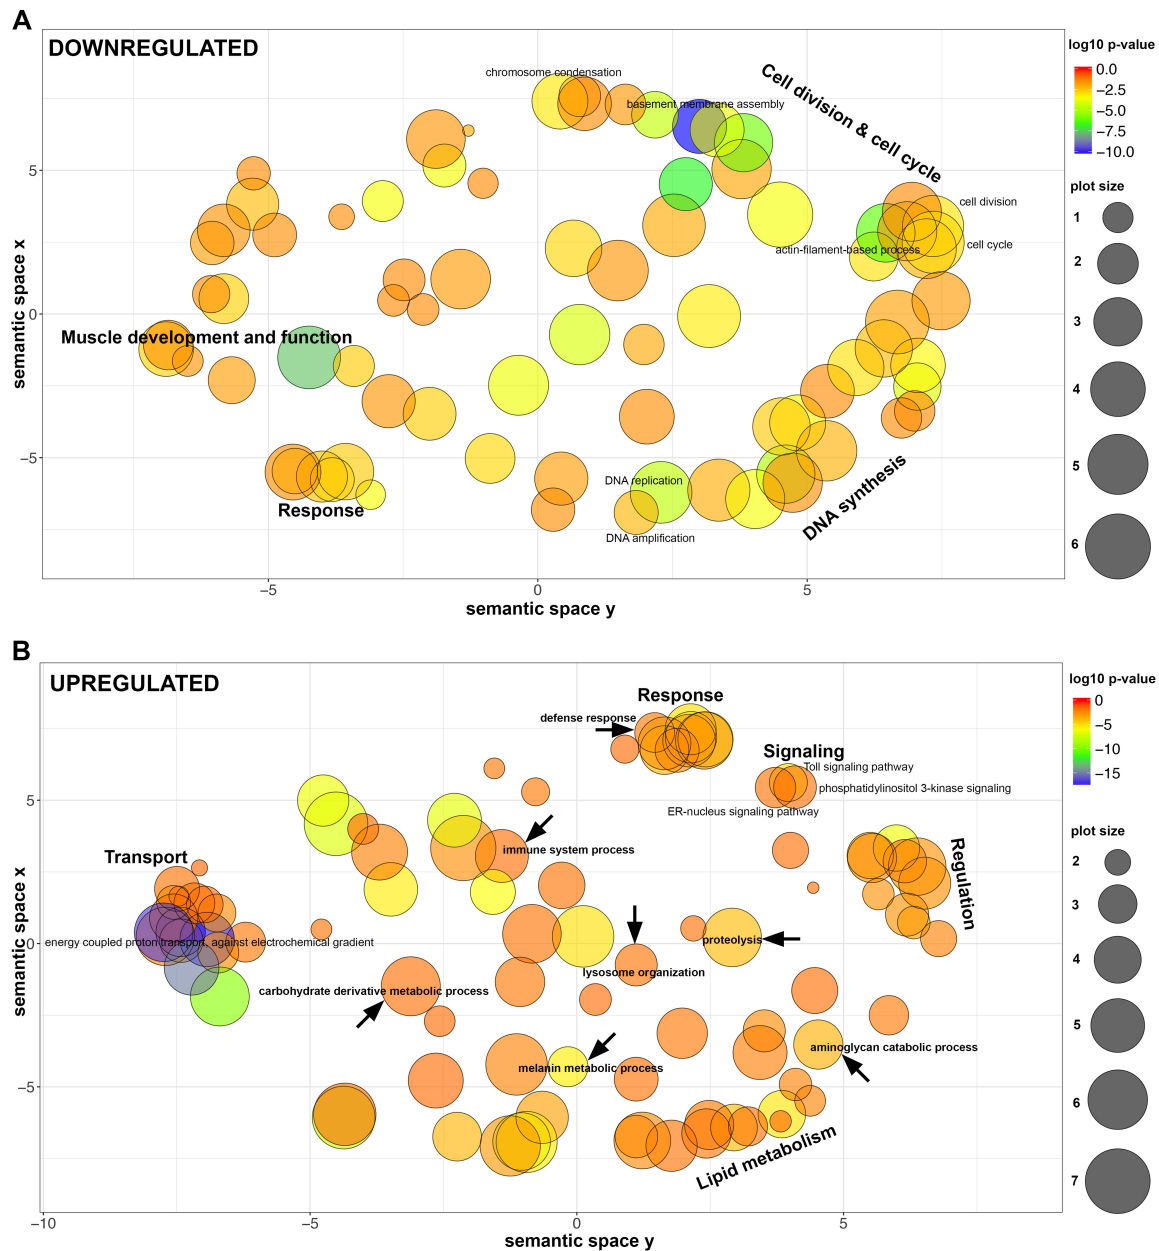 A
DOWNREGULATED
chromosome condensation
basement membrane assembly
Cell division & cell cycle
cell division
actin-filament-based process
cell cycle
Muscle development and function
Response
DNA replication
DNA amplification
DNA synthesis
5
0
−5
−5
0
5
semantic space x
semantic space y
log10 p-value
0.0
−2.5
−5.0
−7.5
−10.0
plot size
1
2
3
4
5
6
B
UPREGULATED
Response
defense response
Signaling
Toll signaling pathway
phosphatidylinositol 3-kinase signaling
ER-nucleus signaling pathway
immune system process
Transport
Regulation
energy coupled proton transport, against electrochemical gradient
proteolysis
lysosome organization
carbohydrate derivative metabolic process
aminoglycan catabolic process
melanin metabolic process
Lipid metabolism
5
0
−5
−10
−5
0
5
semantic space x
semantic space y
log10 p-value
0
−5
−10
−15
plot size
2
3
4
5
6
7